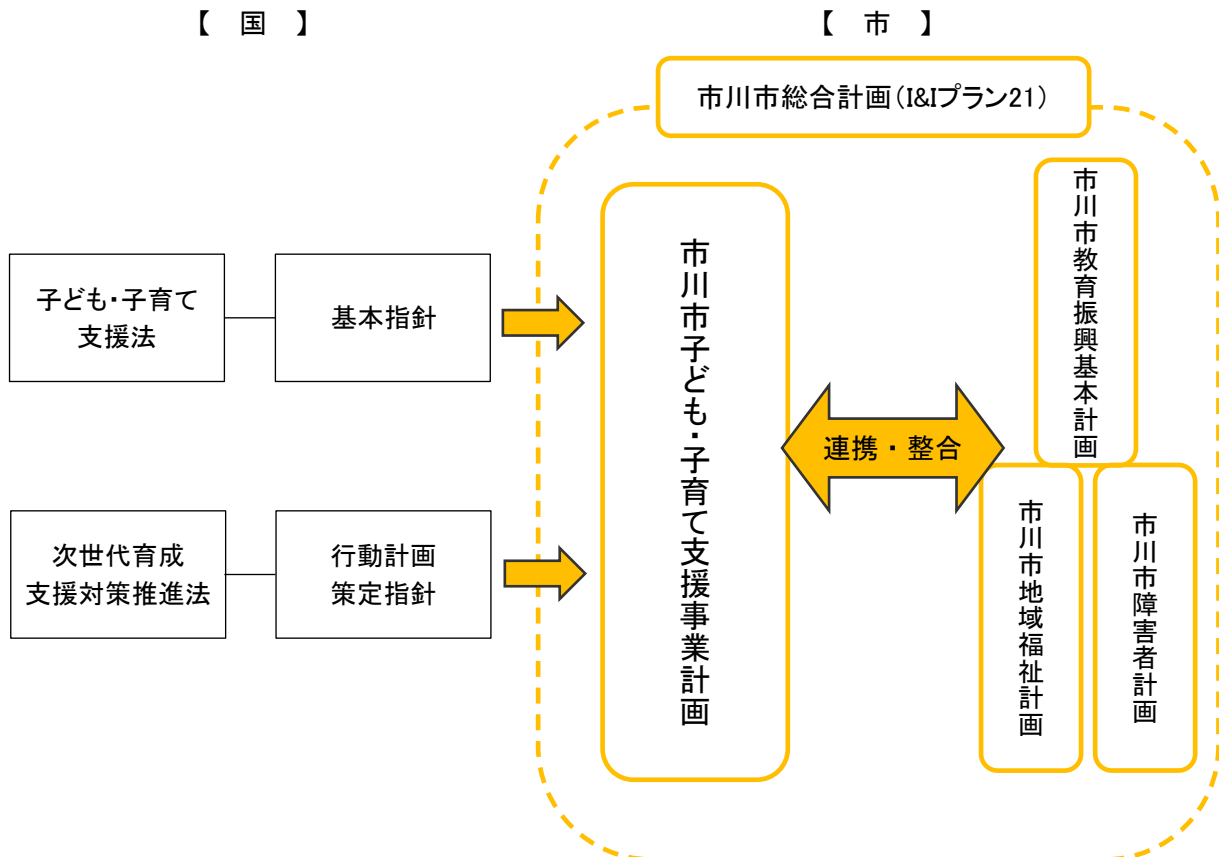 【 国 】
【 市 】
市川市総合計画(I&Iプラン21)
子ども・子育て
支援法
基本指針
次世代育成
支援対策推進法
行動計画
策定指針
市川市子ども・子育て支援事業計画
連携・整合
市川市教育振興基本計画
市川市地域福祉計画
市川市障害者計画